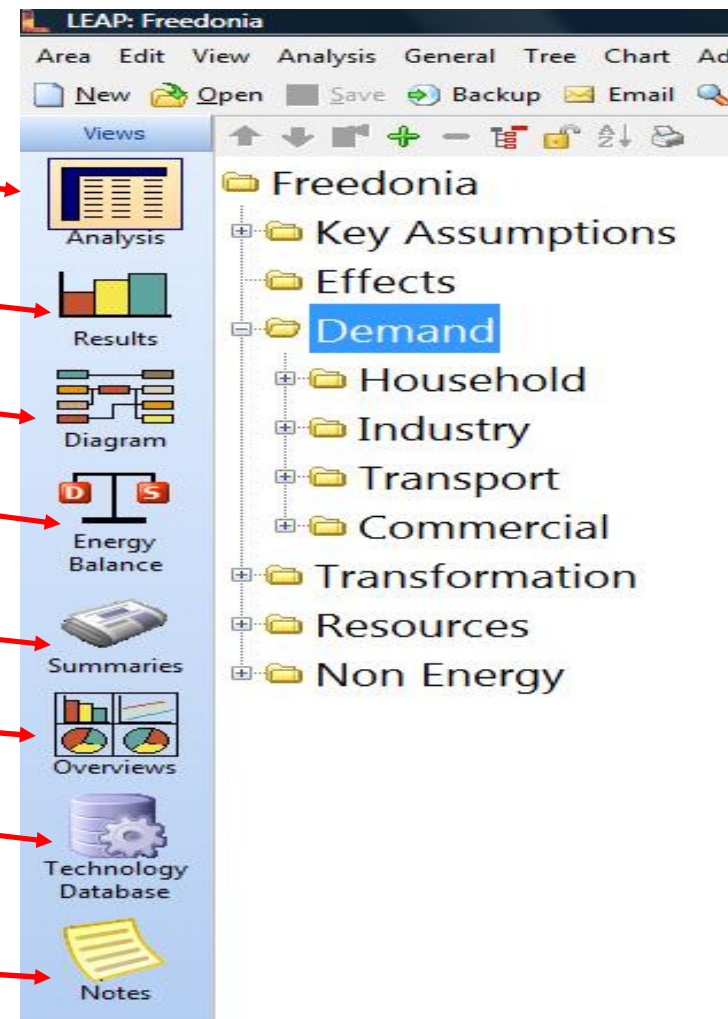 LEAP: Freedonia
Area Edit View Analysis General Tree Chart Ad
New Open Save Backup Email
Views
Analysis
Results
Diagram
D S
Energy
Balance
Summaries
Overviews
Technology
Database
Notes
A
Z
Freedonia
Key Assumptions
Effects
Demand
Household
Industry
Transport
Commercial
Transformation
Resources
Non Energy